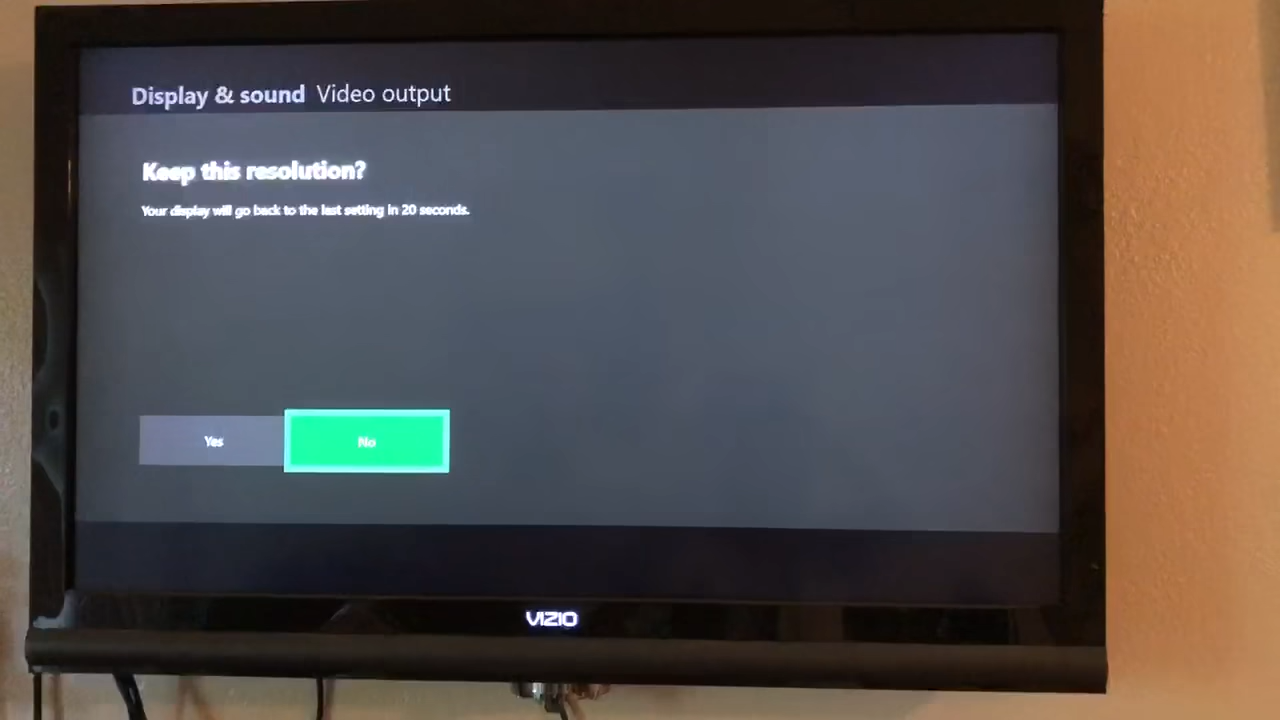 Display & sound Video output
Keep this resolution?
Your display will go back to the last setting in 20 seconds.
Yes No
VIZIO